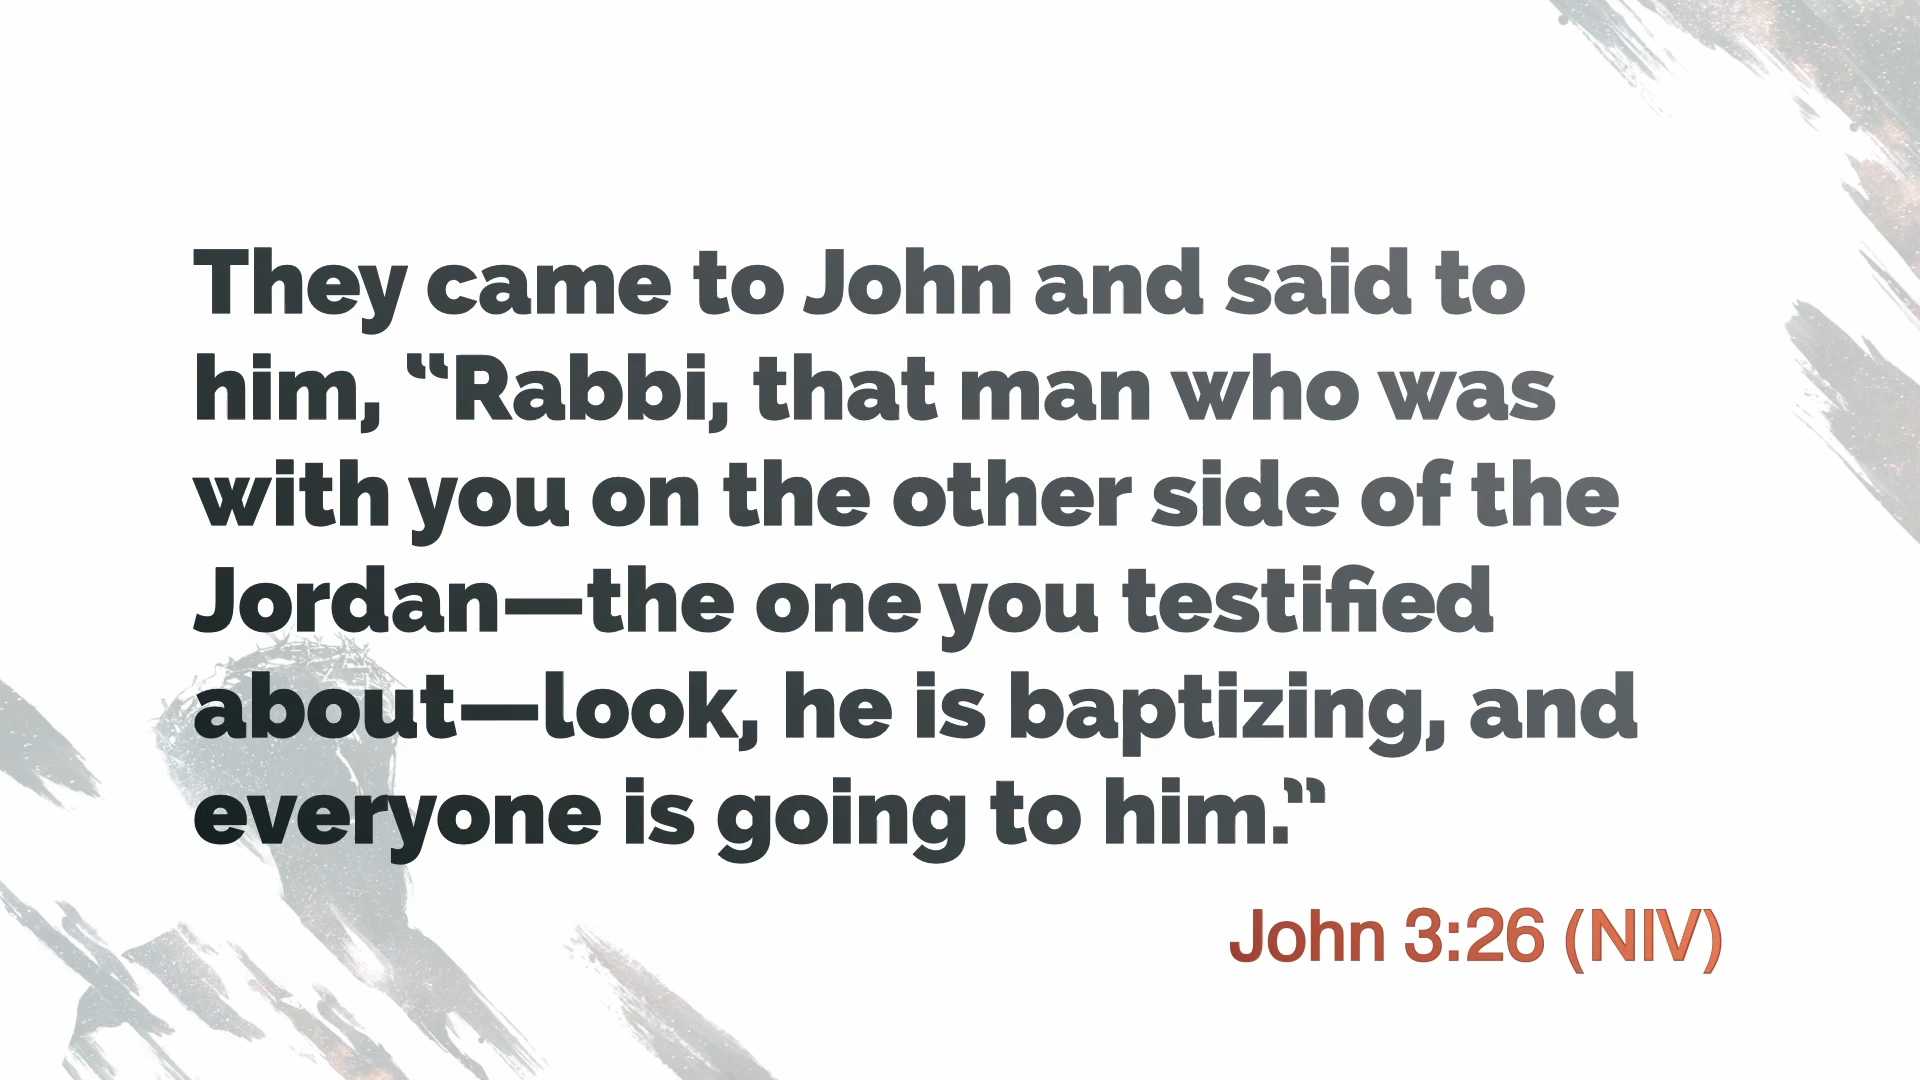 They came to John and said to
him, “Rabbi, that man who was
with you on the other side of the
Jordan—the one you testified
about—look, he is baptizing, and
everyone is going to him.”
John 3:26 (NIV)